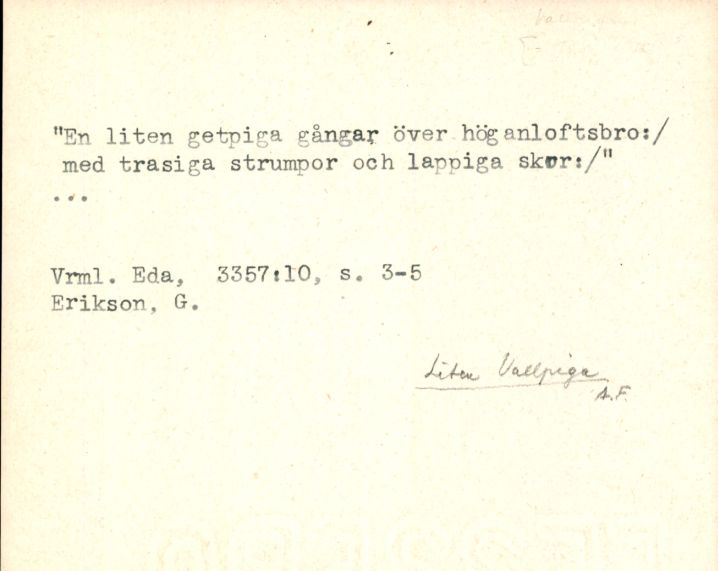 "En liten getpiga gångar över höganloftsbro:/
med trasiga strumpor och lappiga skor:/"
...
Vrml. Eda, 3357:10, s. 3-5
Erikson, G.
Liten Vallpiga
A.F.